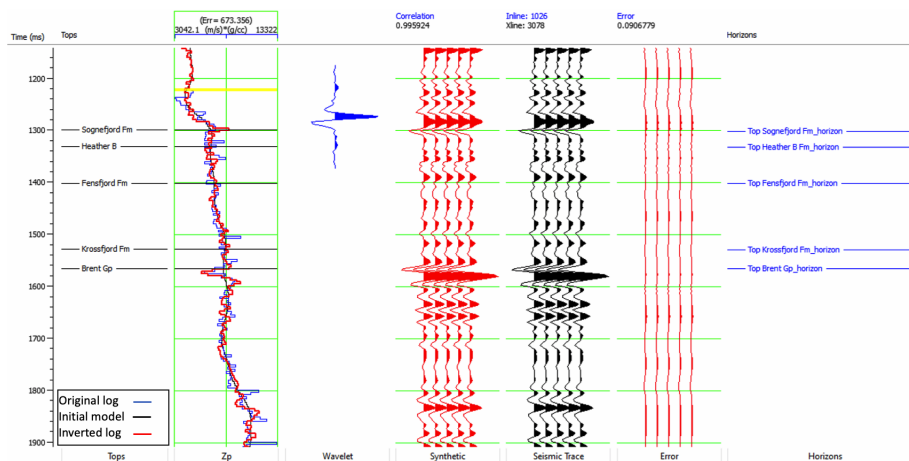 (Err= 673.356)
3042.1 (m/s)*(g/cc) 13322
Correlation
0.995924
Inline: 1026
Xline: 3078
Error
0.0906779
Time (ms)
Tops
Horizons
1200
1300
1400
1500
1600
1700
1800
1900
Sognefjord Fm
Heather B
Fensfjord Fm
Krossfjord Fm
Brent Gp
Top Sognefjord Fm_horizon
Top Heather B Fm_horizon
Top Fensfjord Fm_horizon
Top Krossfjord Fm_horizon
Top Brent Gp_horizon
Original log
Initial model
Inverted log
Tops
Zp
Wavelet
Synthetic
Seismic Trace
Error
Horizons